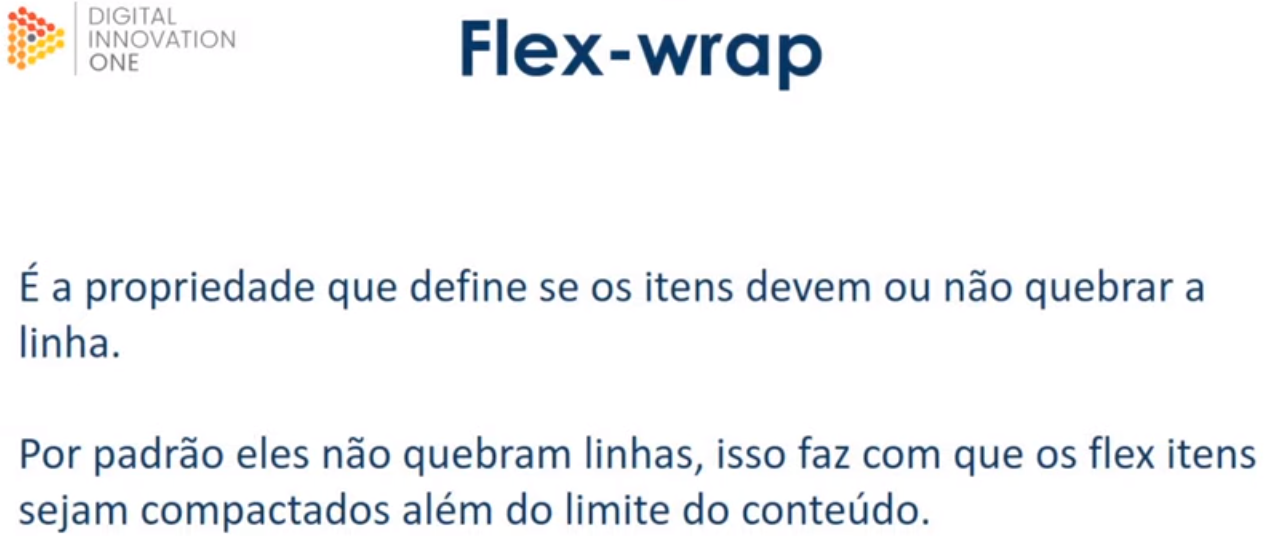 DIGITAL
INNOVATION
ONE
Flex-wrap
É a propriedade que define se os itens devem ou não quebrar a
linha.
Por padrão eles não quebram linhas, isso faz com que os flex itens
sejam compactados além do limite do conteúdo.